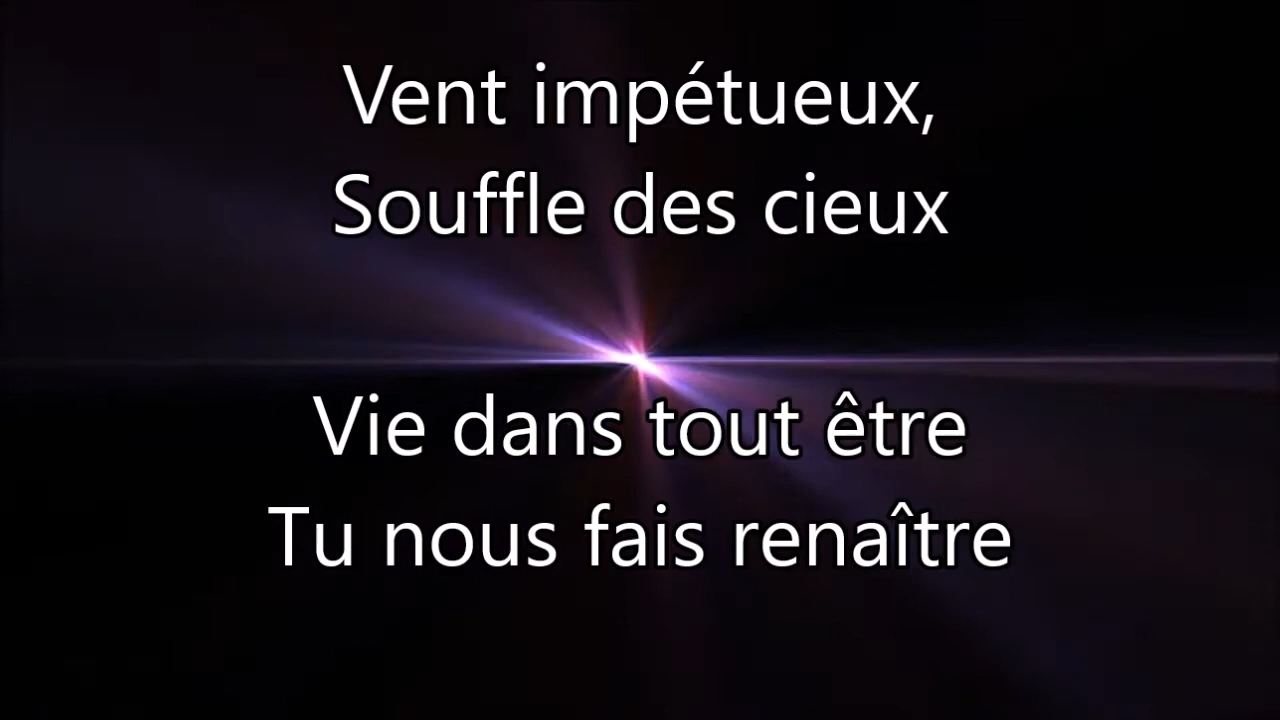 Vent impétueux,
Souffle des cieux
Vie dans tout être
Tu nous fais renaître